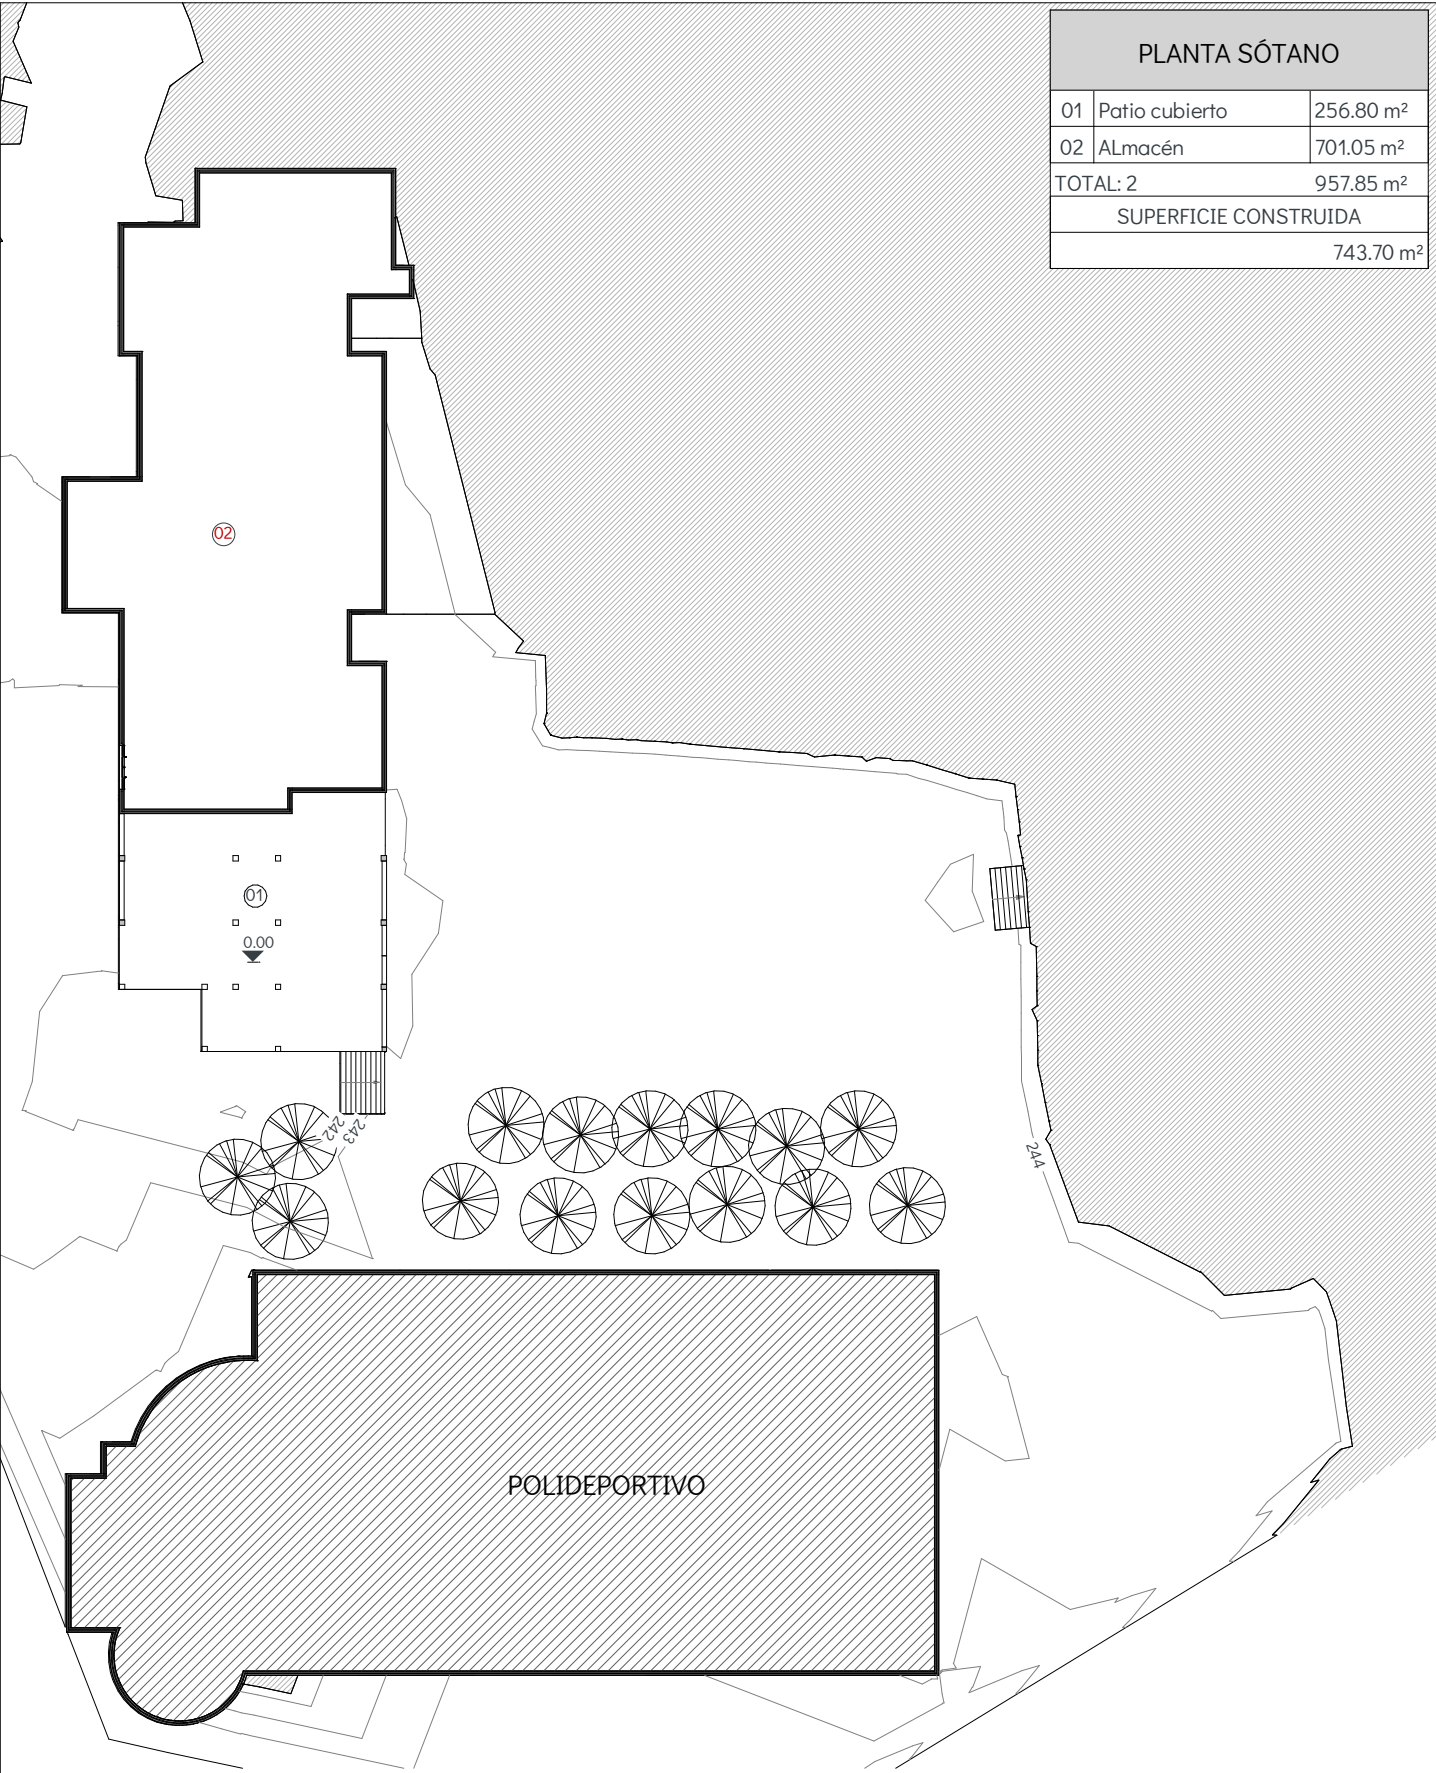 PLANTA SÓTANO
01 Patio cubierto 256.80 m²
02 ALmacén 701.05 m²
TOTAL: 2 957.85 m²
SUPERFICIE CONSTRUIDA
743.70 m²
02
01
0.00
242
243
244
POLIDEPORTIVO